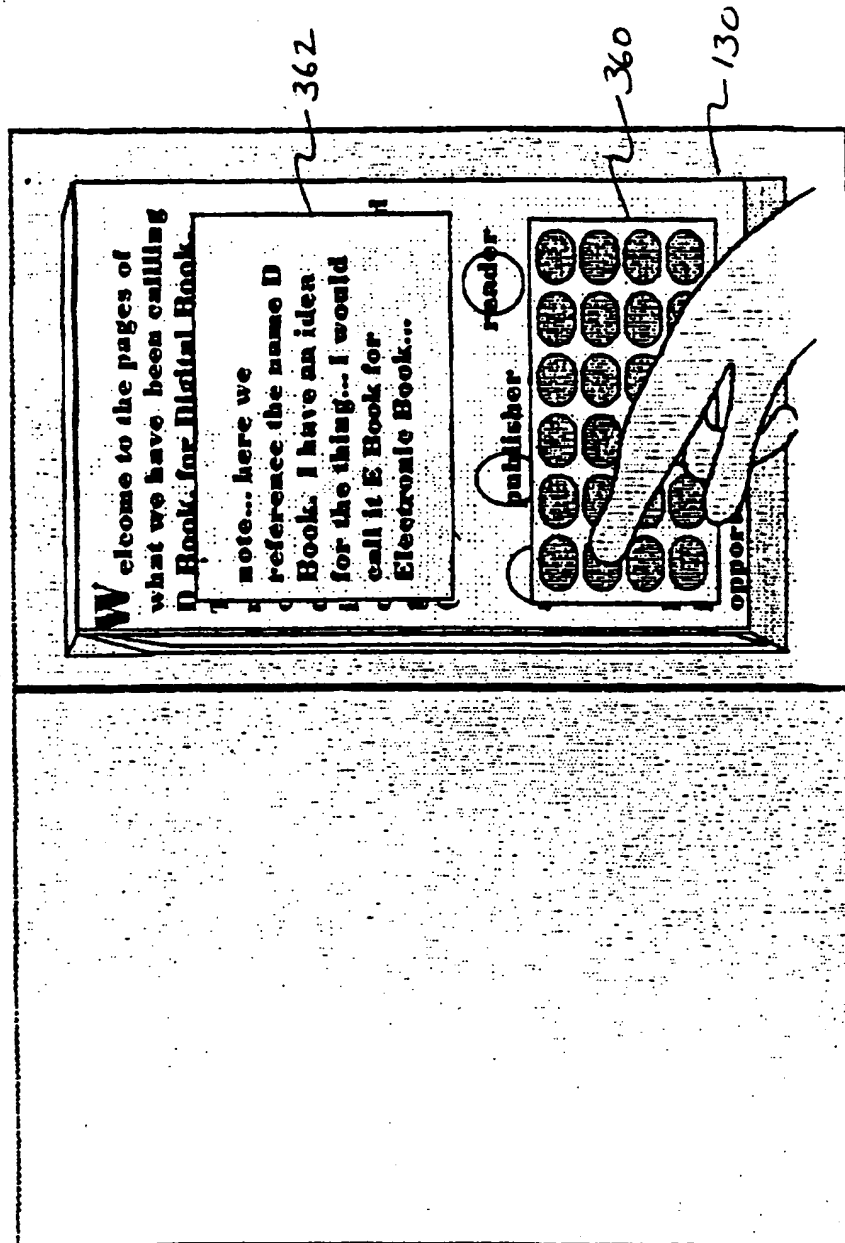 Welcome to the pages of
what we have been callling
D Book, for Digital Book.
note... here we
reference the name D
Book. I have an idea
for the thing... I would
call it E Book for
Electronic Book...
362
publisher reader
360
130
oppor